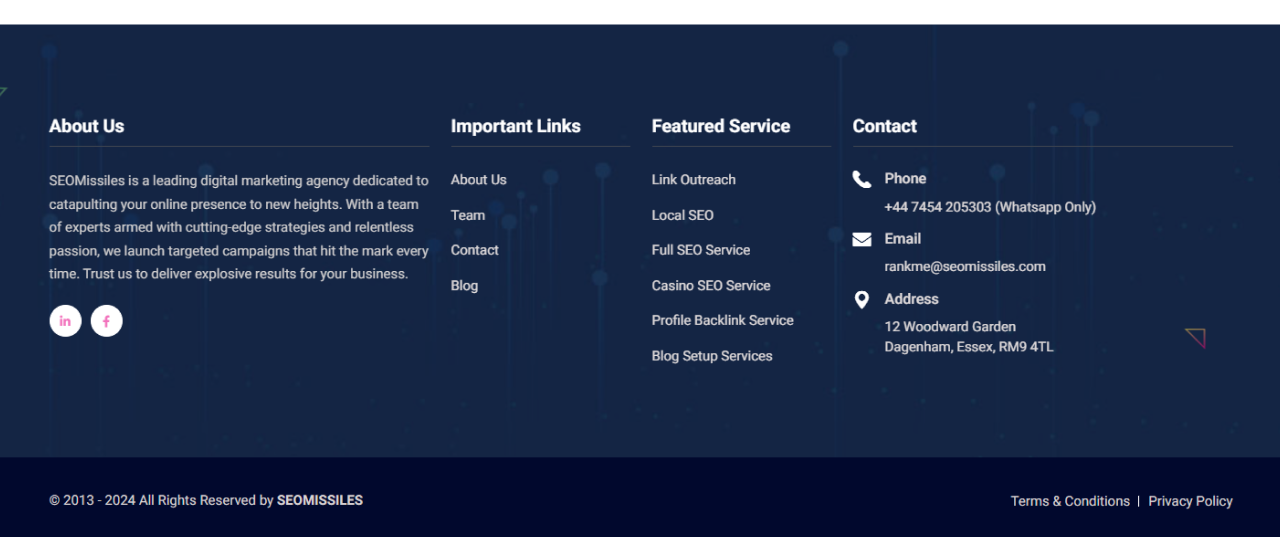 About Us
SEOMissiles is a leading digital marketing agency dedicated to
catapulting your online presence to new heights. With a team
of experts armed with cutting-edge strategies and relentless
passion, we launch targeted campaigns that hit the mark every
time. Trust us to deliver explosive results for your business.
in f
Important Links
About Us
Team
Contact
Blog
Featured Service
Link Outreach
Local SEO
Full SEO Service
Casino SEO Service
Profile Backlink Service
Blog Setup Services
Contact
Phone
+44 7454 205303 (Whatsapp Only)
Email
rankme@seomissiles.com
Address
12 Woodward Garden
Dagenham, Essex, RM9 4TL
© 2013 - 2024 All Rights Reserved by SEOMISSILES
Terms & Conditions | Privacy Policy